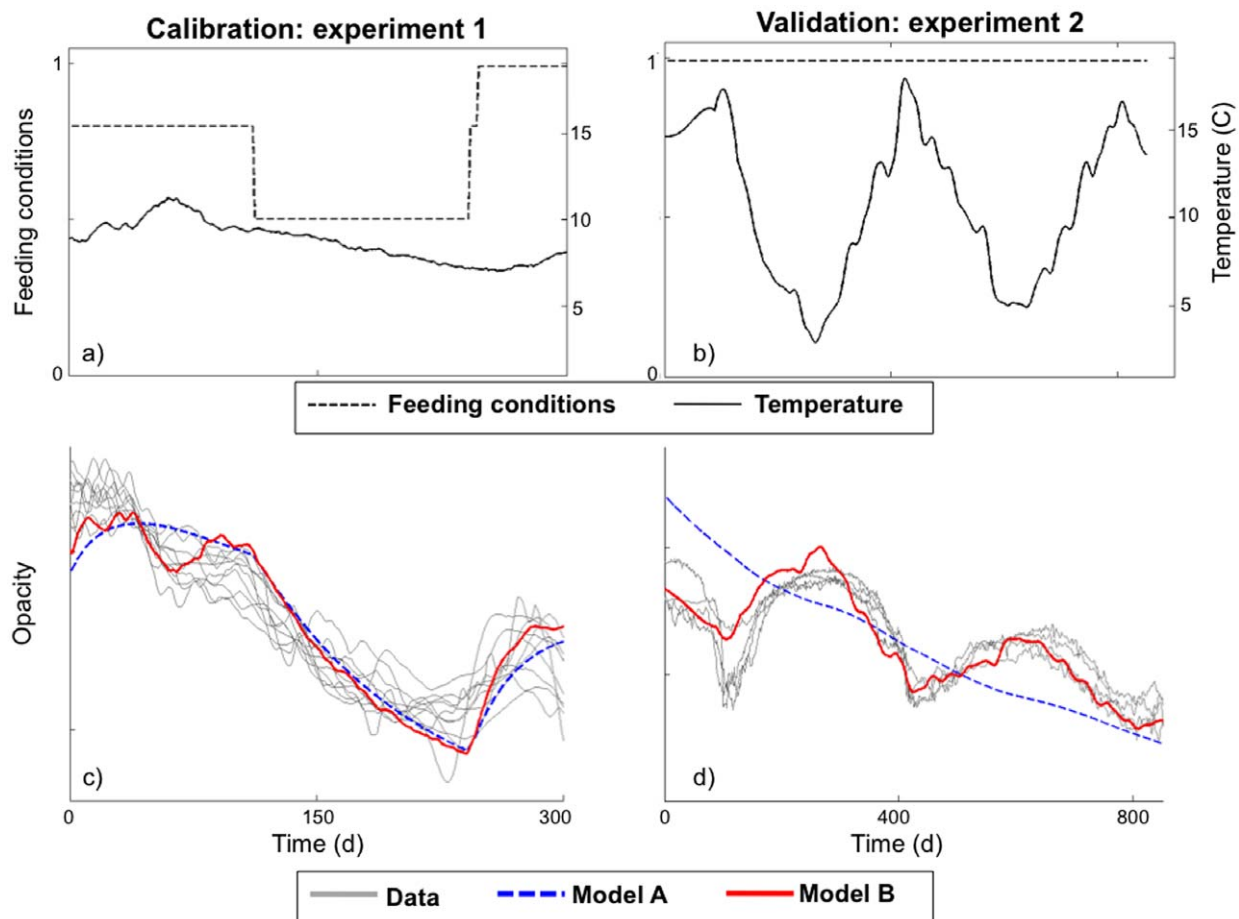 Calibration: experiment 1
Validation: experiment 2
Feeding conditions
1
0
15
10
5
a)
1
0
15
10
5
Temperature (C)
b)
Feeding conditions
Temperature
Opacity
c)
0
150
300
Time (d)
d)
0
400
800
Time (d)
Data
Model A
Model B